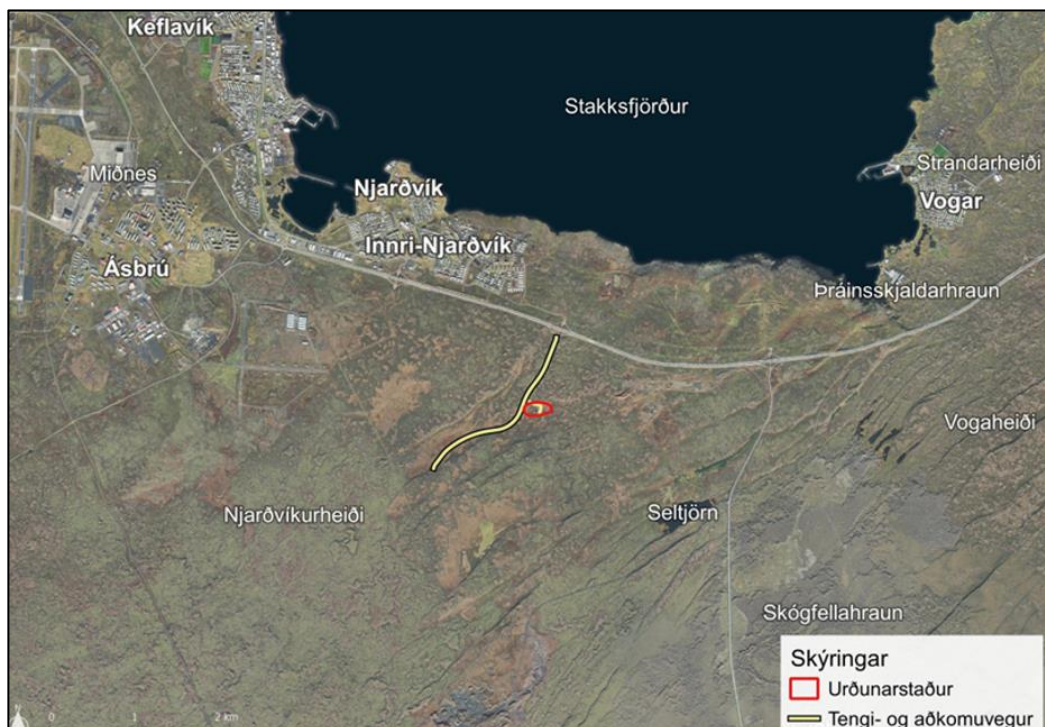 Keflavík
Stakksfjörður
Strandarheiði
Miðnes
Njarðvík
Vogar
Innri-Njarðvík
Ásbrú
Þráinsskjaldarhraun
Vogaheiði
Njarðvíkurheiði
Seltjörn
Skógfellahraun
Skýringar
Urðunarstaður
N 0 1 2 km
Tengi- og aðkomuvegur